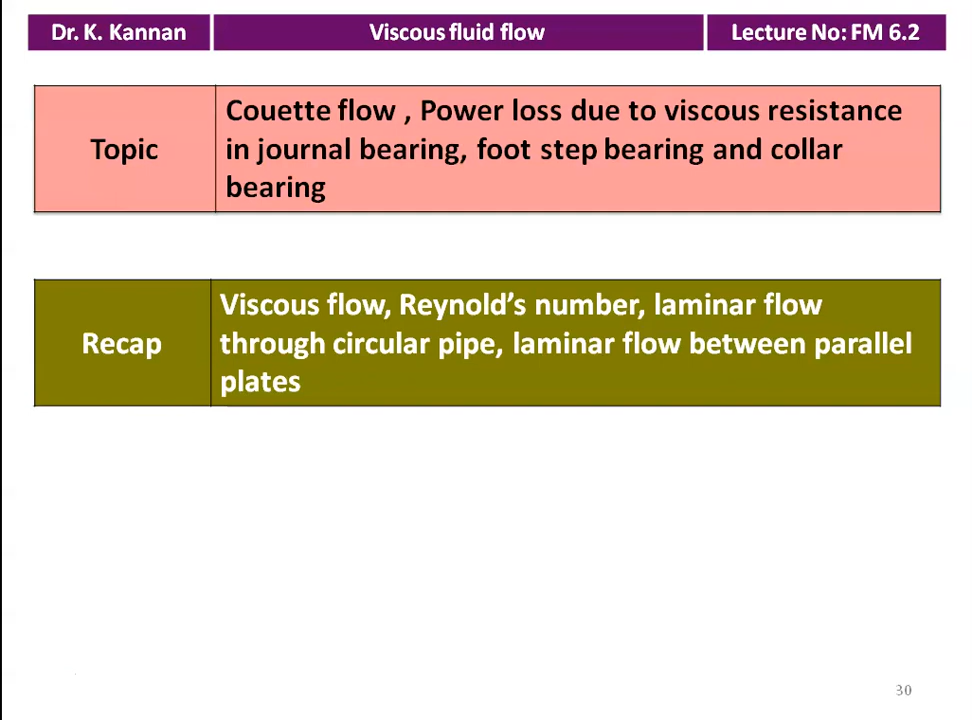 Dr. K. Kannan
Viscous fluid flow
Lecture No: FM 6.2
Topic
Couette flow , Power loss due to viscous resistance
in journal bearing, foot step bearing and collar
bearing
Recap
Viscous flow, Reynold's number, laminar flow
through circular pipe, laminar flow between parallel
plates
30